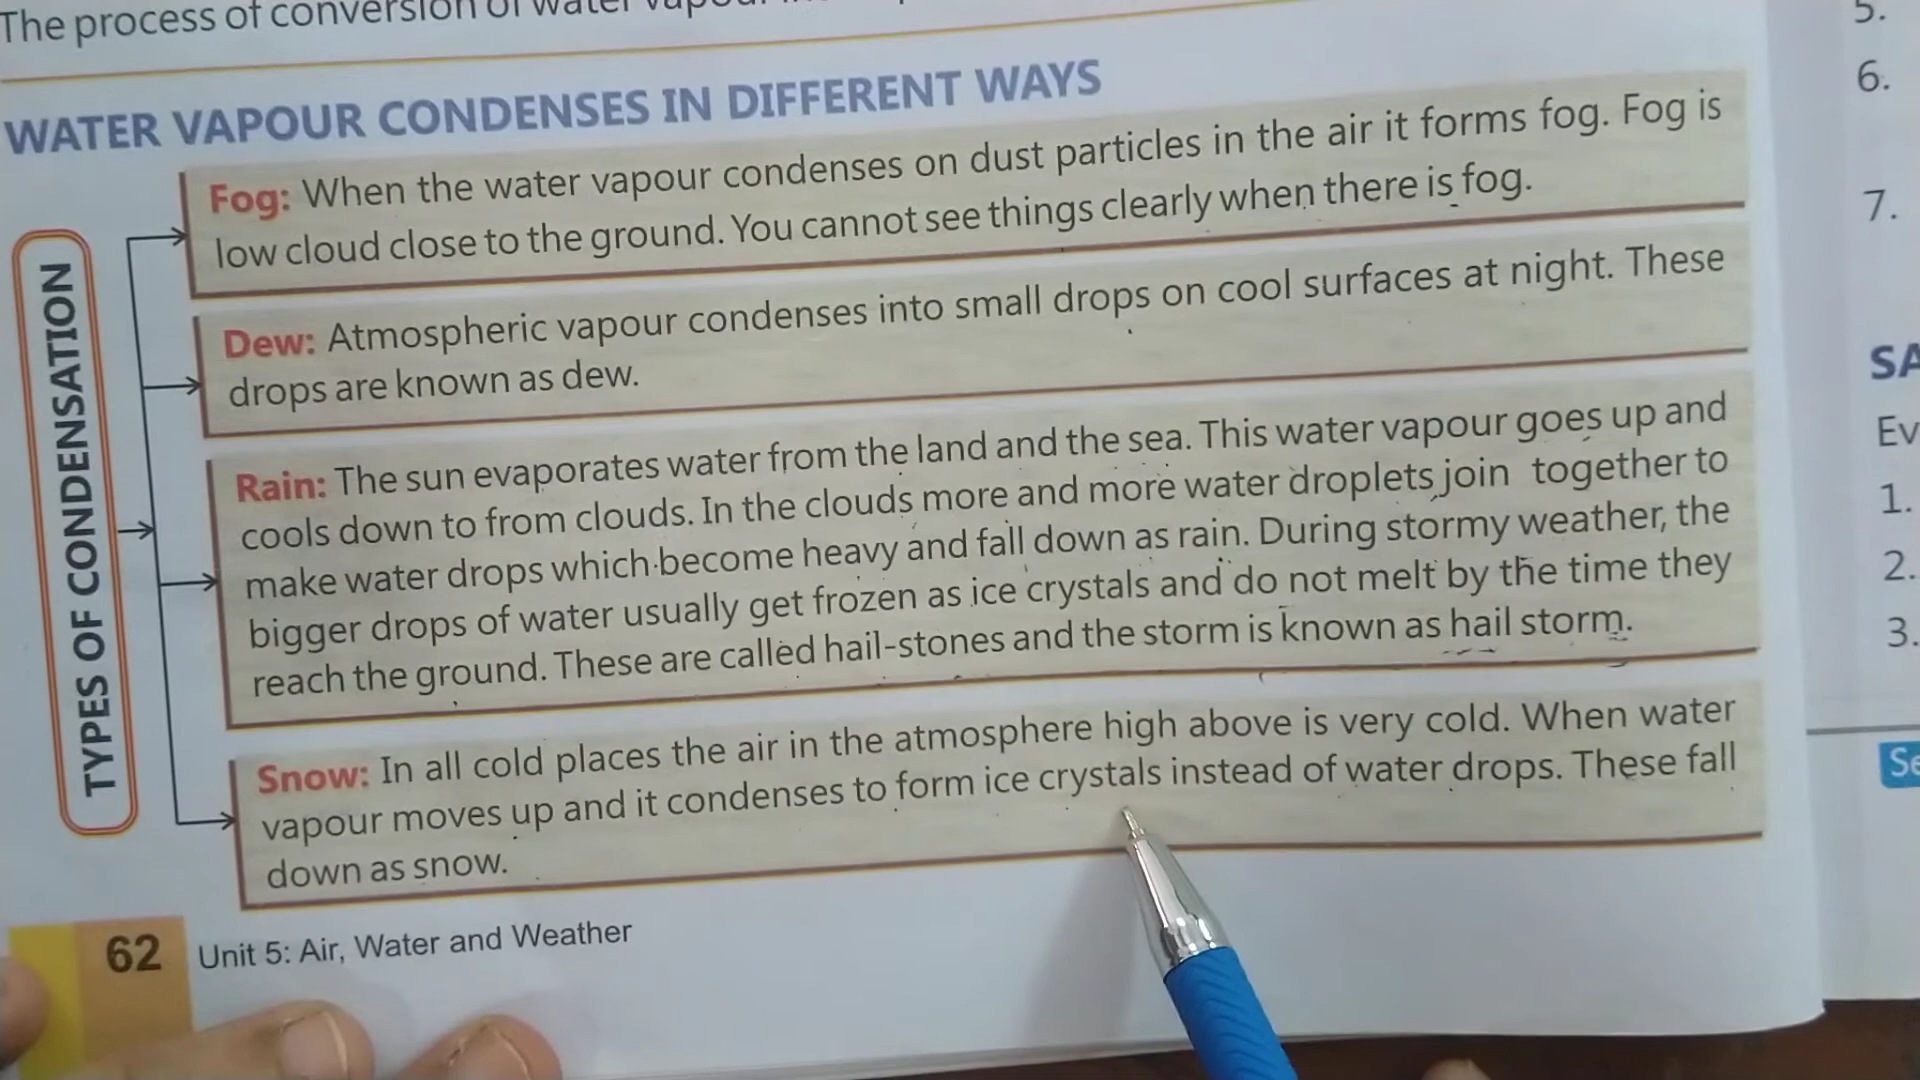 The process of conversion of water
5.
WATER VAPOUR CONDENSES IN DIFFERENT WAYS
6.
Fog: When the water vapour condenses on dust particles in the air it forms fog. Fog is
low cloud close to the ground. You cannot see things clearly when there is fog.
7.
TYPES OF CONDENSATION
Dew: Atmospheric vapour condenses into small drops on cool surfaces at night. These
drops are known as dew.
Rain: The sun evaporates water from the land and the sea. This water vapour goes up and
cools down to from clouds. In the clouds more and more water droplets join together to
make water drops which become heavy and fall down as rain. During stormy weather, the
bigger drops of water usually get frozen as ice crystals and do not melt by the time they
reach the ground. These are called hail-stones and the storm is known as hail storm.
Snow: In all cold places the air in the atmosphere high above is very cold. When water
vapour moves up and it condenses to form ice crystals instead of water drops. These fall
down as snow.
62 Unit 5: Air, Water and Weather
SA
Ev
1.
2.
3.
Se